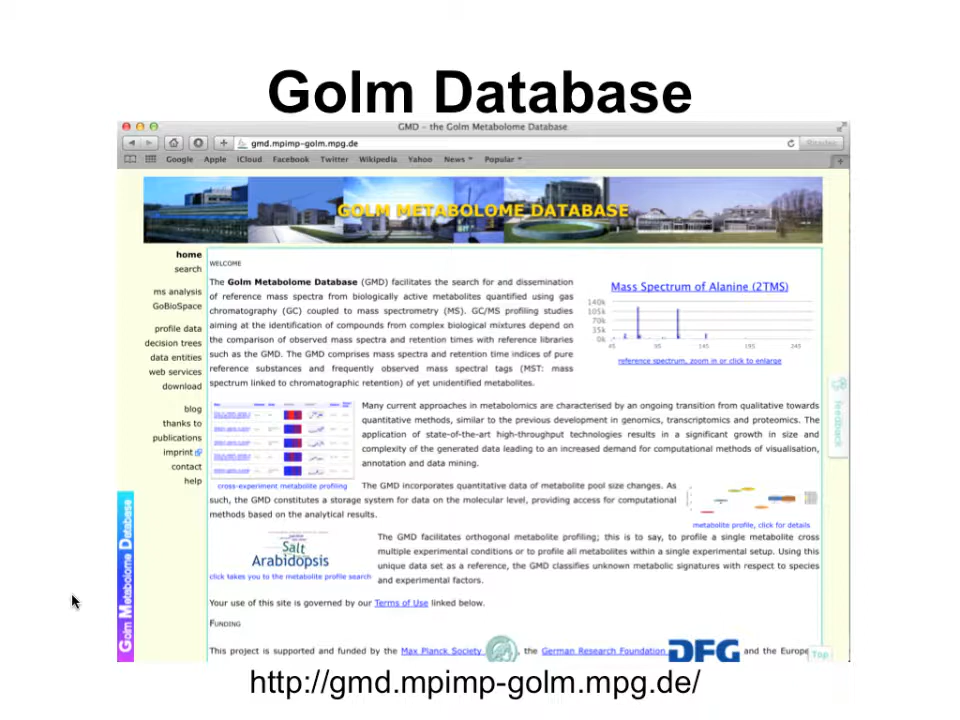 Golm Database
GMD – the Golm Metabolome Database
gmd.mpimp-golm.mpg.de
Google Apple iCloud Facebook Twitter Wikipedia Yahoo News Popular
GOLM METABOLOME DATABASE
home
search
ms analysis
GoBioSpace
profile data
decision trees
data entities
web services
download
blog
thanks to
publications
imprint
contact
help
Golm Metabolome Database
WELCOME
The Golm Metabolome Database (GMD) facilitates the search for and dissemination
of reference mass spectra from biologically active metabolites quantified using gas
chromatography (GC) coupled to mass spectrometry (MS). GC/MS profiling studies
aiming at the identification of compounds from complex biological mixtures depend on
the comparison of observed mass spectra and retention times with reference libraries
such as the GMD. The GMD comprises mass spectra and retention time indices of pure
reference substances and frequently observed mass spectral tags (MST: mass
spectrum linked to chromatographic retention) of yet unidentified metabolites.
Mass Spectrum of Alanine (2TMS)
140k
105k
70k
35k
0k
45 95 145 195 245
reference spectrum, zoom in or click to enlarge
Many current approaches in metabolomics are characterised by an ongoing transition from qualitative towards
quantitative methods, similar to the previous development in genomics, transcriptomics and proteomics. The
application of state-of-the-art high-throughput technologies results in a significant growth in size and
complexity of the generated data leading to an increased demand for computational methods of visualisation,
annotation and data mining.
cross-experiment metabolite profiling
The GMD incorporates quantitative data of metabolite pool size changes. As
such, the GMD constitutes a storage system for data on the molecular level, providing access for computational
methods based on the analytical results.
metabolite profile, click for details
The GMD facilitates orthogonal metabolite profiling; this is to say, to profile a single metabolite cross
multiple experimental conditions or to profile all metabolites within a single experimental setup. Using this
unique data set as a reference, the GMD classifies unknown metabolic signatures with respect to species
and experimental factors.
Salt
Arabidopsis
click takes you to the metabolite profile search
Your use of this site is governed by our Terms of Use linked below.
FUNDING
This project is supported and funded by the Max Planck Society, the German Research Foundation, DFG and the Europe
Top
feedback
http://gmd.mpimp-golm.mpg.de/